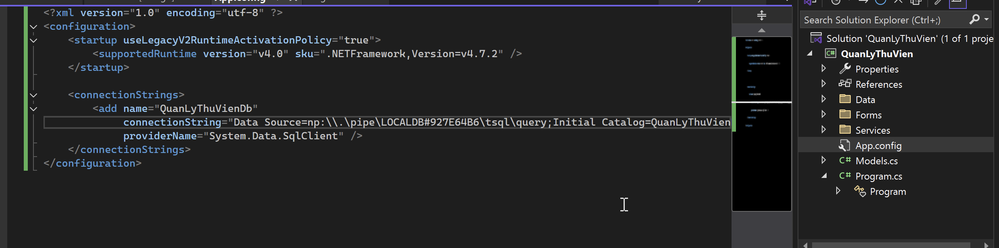 App.config
<?xml version="1.0" encoding="utf-8" ?>
<configuration>
<startup useLegacyV2RuntimeActivationPolicy="true">
<supportedRuntime version="v4.0" sku=".NETFramework,Version=v4.7.2" />
</startup>
<connectionStrings>
<add name="QuanLyThuVienDb"
connectionString="Data Source=np:\\.\pipe\LOCALDB#927E64B6\tsql\query;Initial Catalog=QuanLyThuVien
providerName="System.Data.SqlClient" />
</connectionStrings>
</configuration>
Search Solution Explorer (Ctrl+;)
Solution 'QuanLyThuVien' (1 of 1 proje
C# QuanLyThuVien
Properties
References
Data
Forms
Services
App.config
C# Models.cs
C# Program.cs
Program